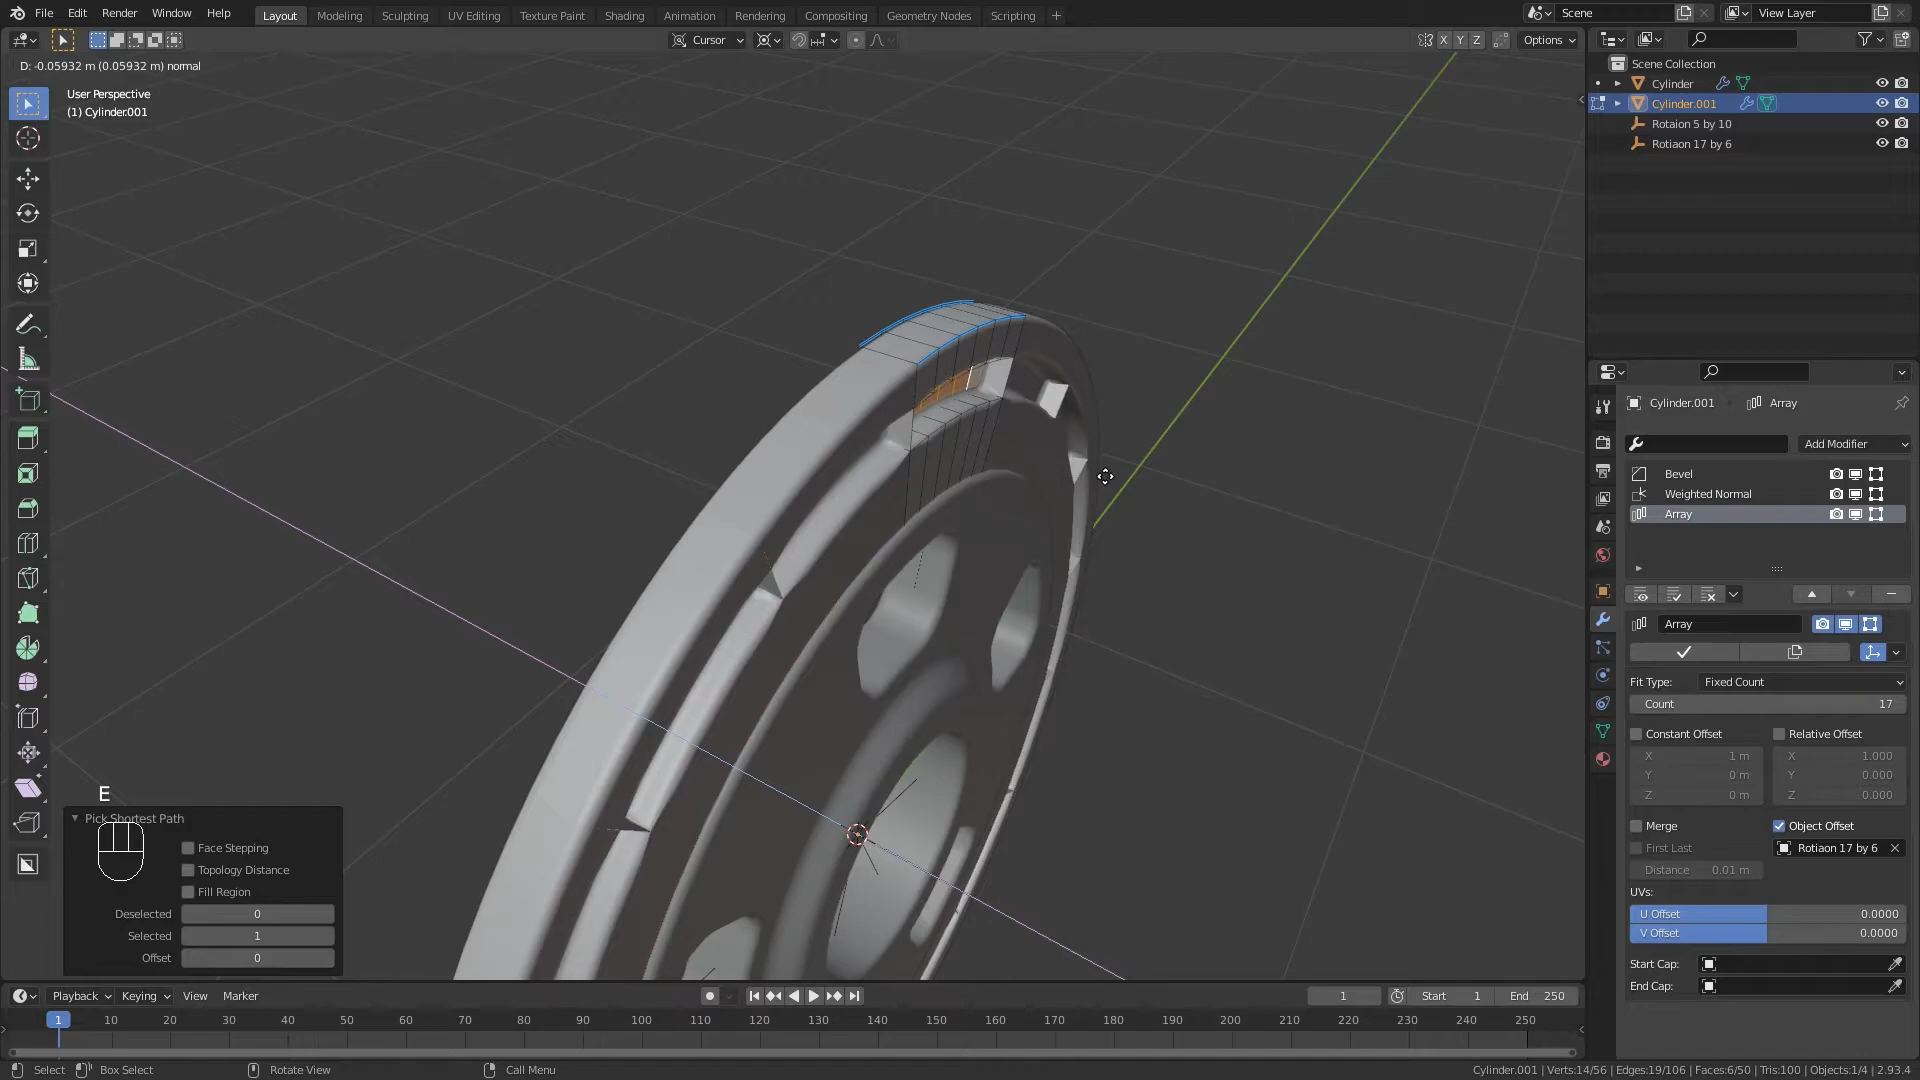 File Edit Render Window Help
Layout Modeling Sculpting UV Editing Texture Paint Shading Animation Rendering Compositing Geometry Nodes Scripting
Scene
View Layer
Cursor
X Y Z
Options
D: -0.05932 m (0.05932 m) normal
User Perspective
(1) Cylinder.001
Scene Collection
Cylinder
Cylinder.001
Rotaion 5 by 10
Rotiaon 17 by 6
Cylinder.001 Array
Add Modifier
Bevel
Weighted Normal
Array
Array
Fit Type: Fixed Count
Count 17
Constant Offset Relative Offset
X 1 m X 1.000
Y 0 m Y 0.000
Z 0 m Z 0.000
Merge Object Offset
First Last Rotiaon 17 by 6
Distance 0.01 m
UVs:
U Offset 0.0000
V Offset 0.0000
Start Cap:
End Cap:
E
Pick Shortest Path
Face Stepping
Topology Distance
Fill Region
Deselected 0
Selected 1
Offset 0
Playback Keying View Marker
1 Start 1 End 250
1 10 20 30 40 50 60 70 80 90 100 110 120 130 140 150 160 170 180 190 200 210 220 230 240 250
Select Box Select Rotate View Call Menu
Cylinder.001 | Verts:14/56 | Edges:19/106 | Faces:6/50 | Tris:100 | Objects:1/4 | 2.93.4